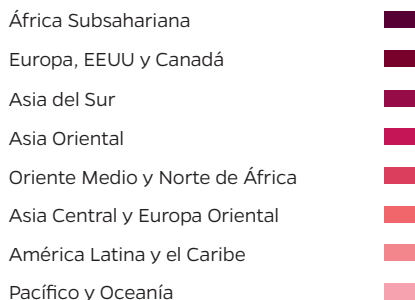 África Subsahariana
Europa, EEUU y Canadá
Asia del Sur
Asia Oriental
Oriente Medio y Norte de África
Asia Central y Europa Oriental
América Latina y el Caribe
Pacífico y Oceanía